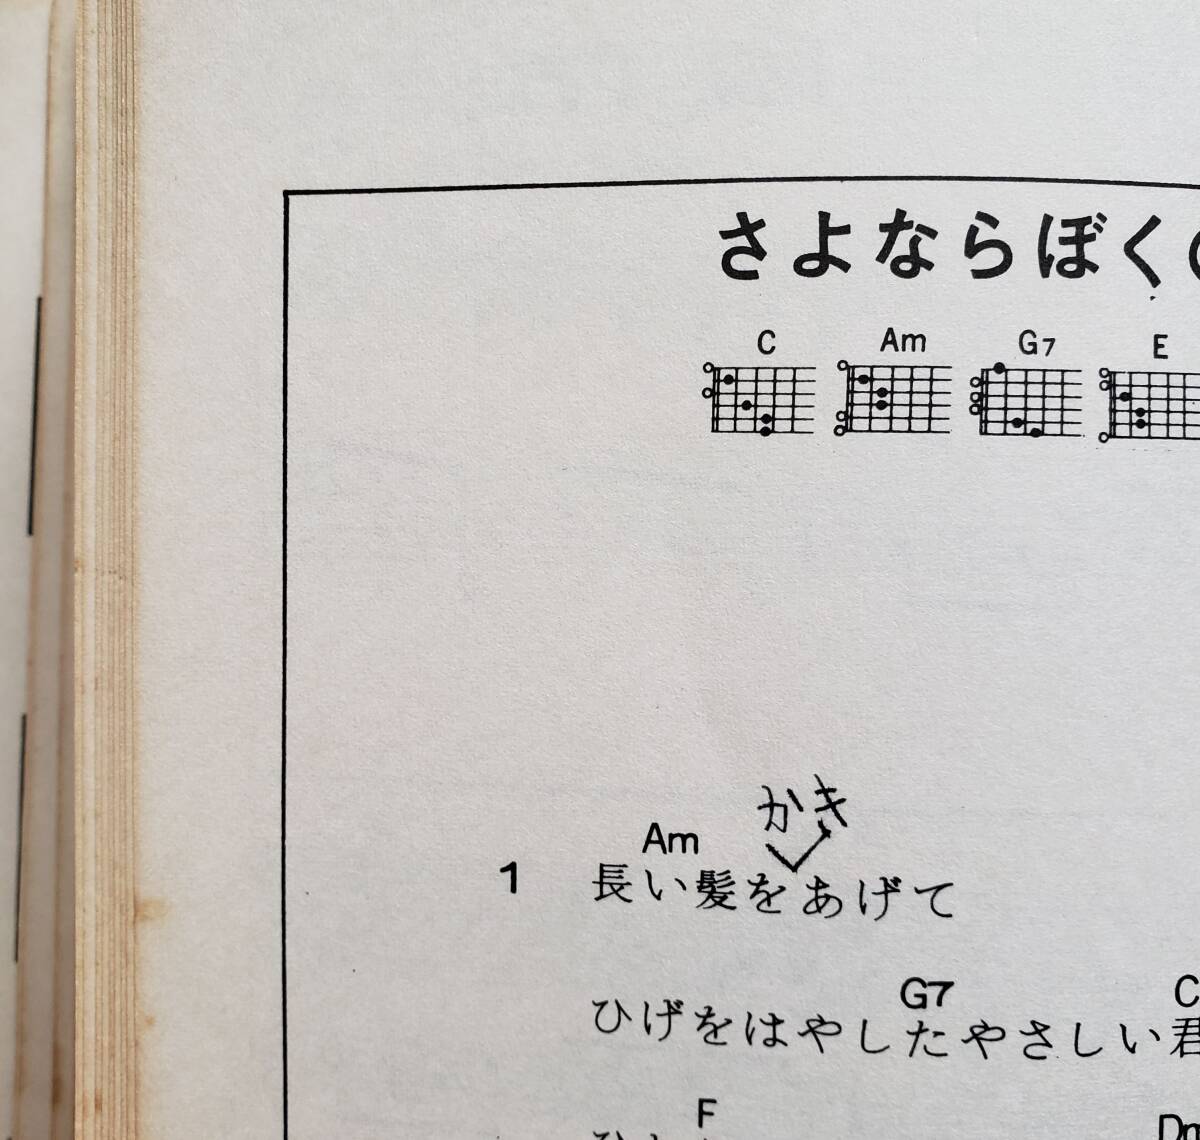 さよならぼく
C Am G7 E
かき
Am
1 長い髪をあげて
G7 C
ひげをはやしたやさしい君
F